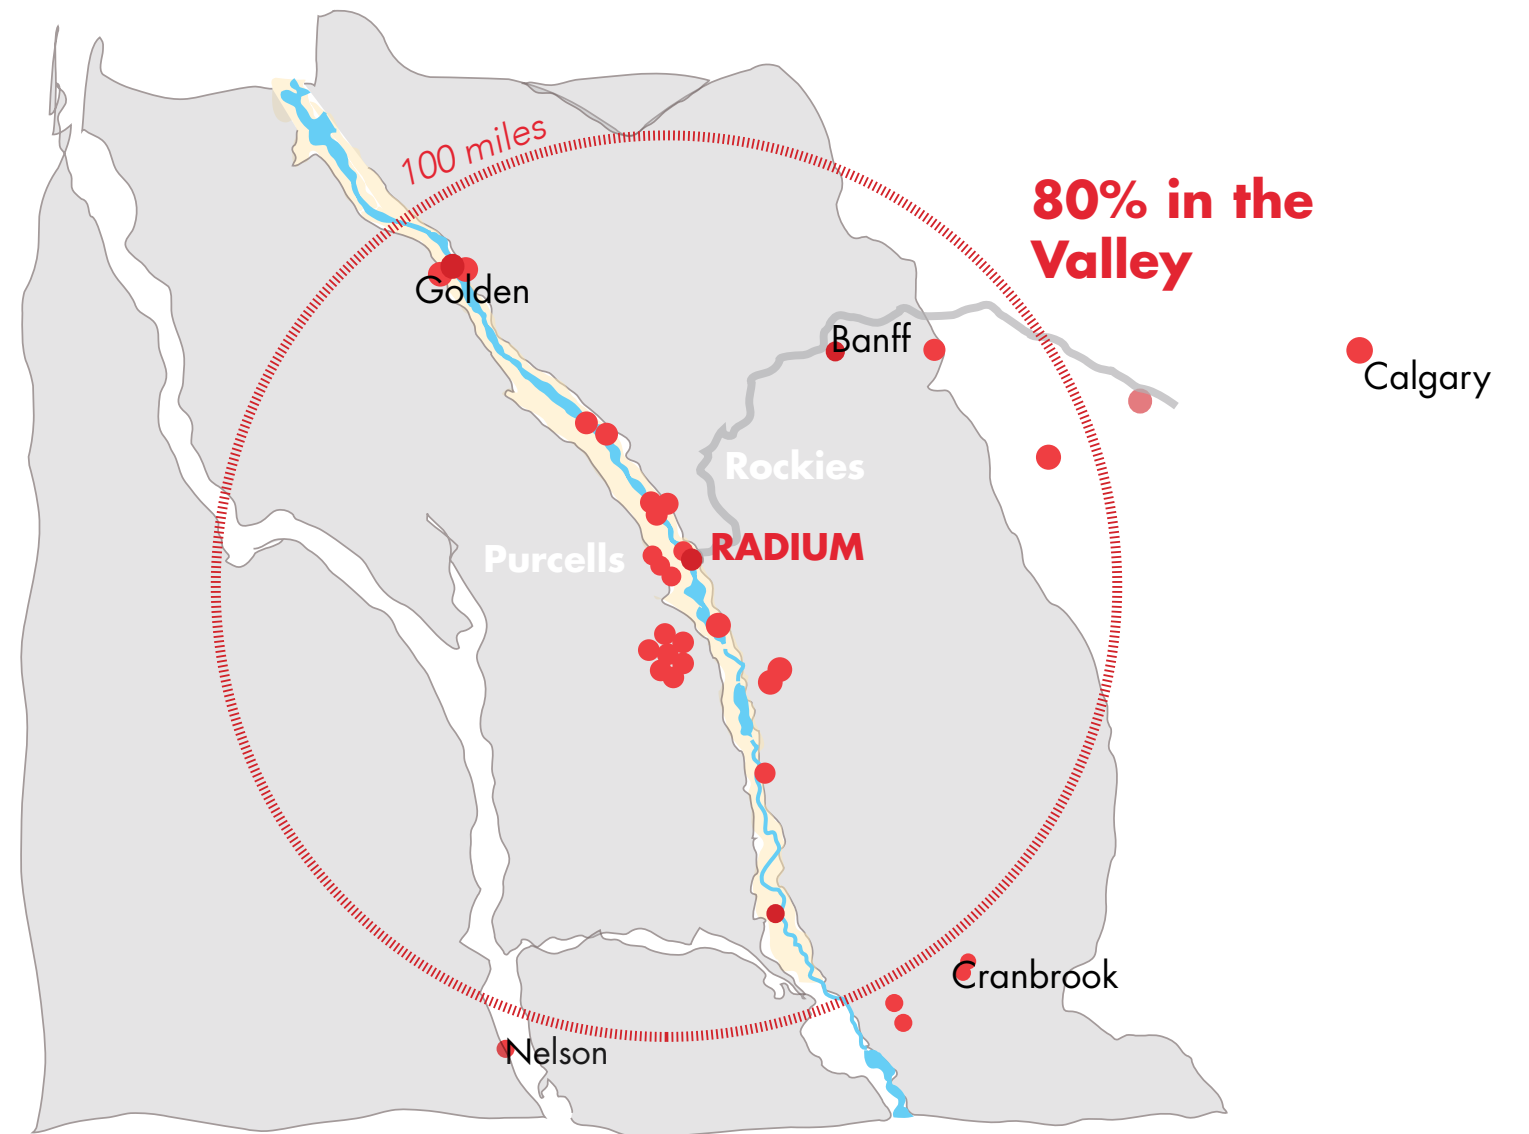 100 miles
80% in the
Valley
Golden
Banff
Calgary
Rockies
RADIUM
Purcells
Cranbrook
Nelson